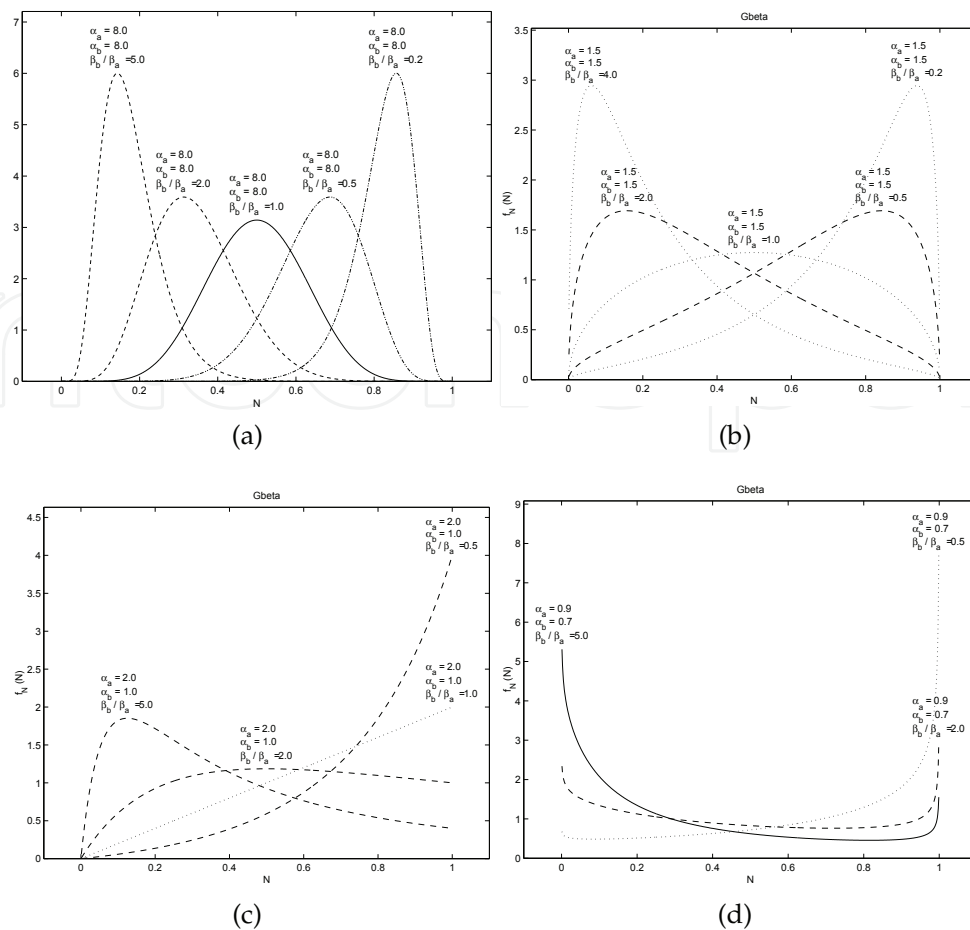 7
6
5
4
3
2
1
0
α_a = 8.0
α_b = 8.0
β_b / β_a =5.0
α_a = 8.0
α_b = 8.0
β_b / β_a =2.0
α_a = 8.0
α_b = 8.0
β_b / β_a =1.0
α_a = 8.0
α_b = 8.0
β_b / β_a =0.5
α_a = 8.0
α_b = 8.0
β_b / β_a =0.2
0 0.2 0.4 0.6 0.8 1
N
(a)
Gbeta
3.5
3
2.5
2
1.5
1
0.5
0
f_N (N)
α_a = 1.5
α_b = 1.5
β_b / β_a =4.0
α_a = 1.5
α_b = 1.5
β_b / β_a =2.0
α_a = 1.5
α_b = 1.5
β_b / β_a =1.0
α_a = 1.5
α_b = 1.5
β_b / β_a =0.5
α_a = 1.5
α_b = 1.5
β_b / β_a =0.2
0 0.2 0.4 0.6 0.8 1
N
(b)
Gbeta
4.5
4
3.5
3
2.5
2
1.5
1
0.5
0
f_N (N)
α_a = 2.0
α_b = 1.0
β_b / β_a =5.0
α_a = 2.0
α_b = 1.0
β_b / β_a =2.0
α_a = 2.0
α_b = 1.0
β_b / β_a =0.5
α_a = 2.0
α_b = 1.0
β_b / β_a =1.0
0 0.2 0.4 0.6 0.8 1
N
(c)
Gbeta
9
8
7
6
5
4
3
2
1
0
f_N (N)
α_a = 0.9
α_b = 0.7
β_b / β_a =5.0
α_a = 0.9
α_b = 0.7
β_b / β_a =0.5
α_a = 0.9
α_b = 0.7
β_b / β_a =2.0
0 0.2 0.4 0.6 0.8 1
N
(d)